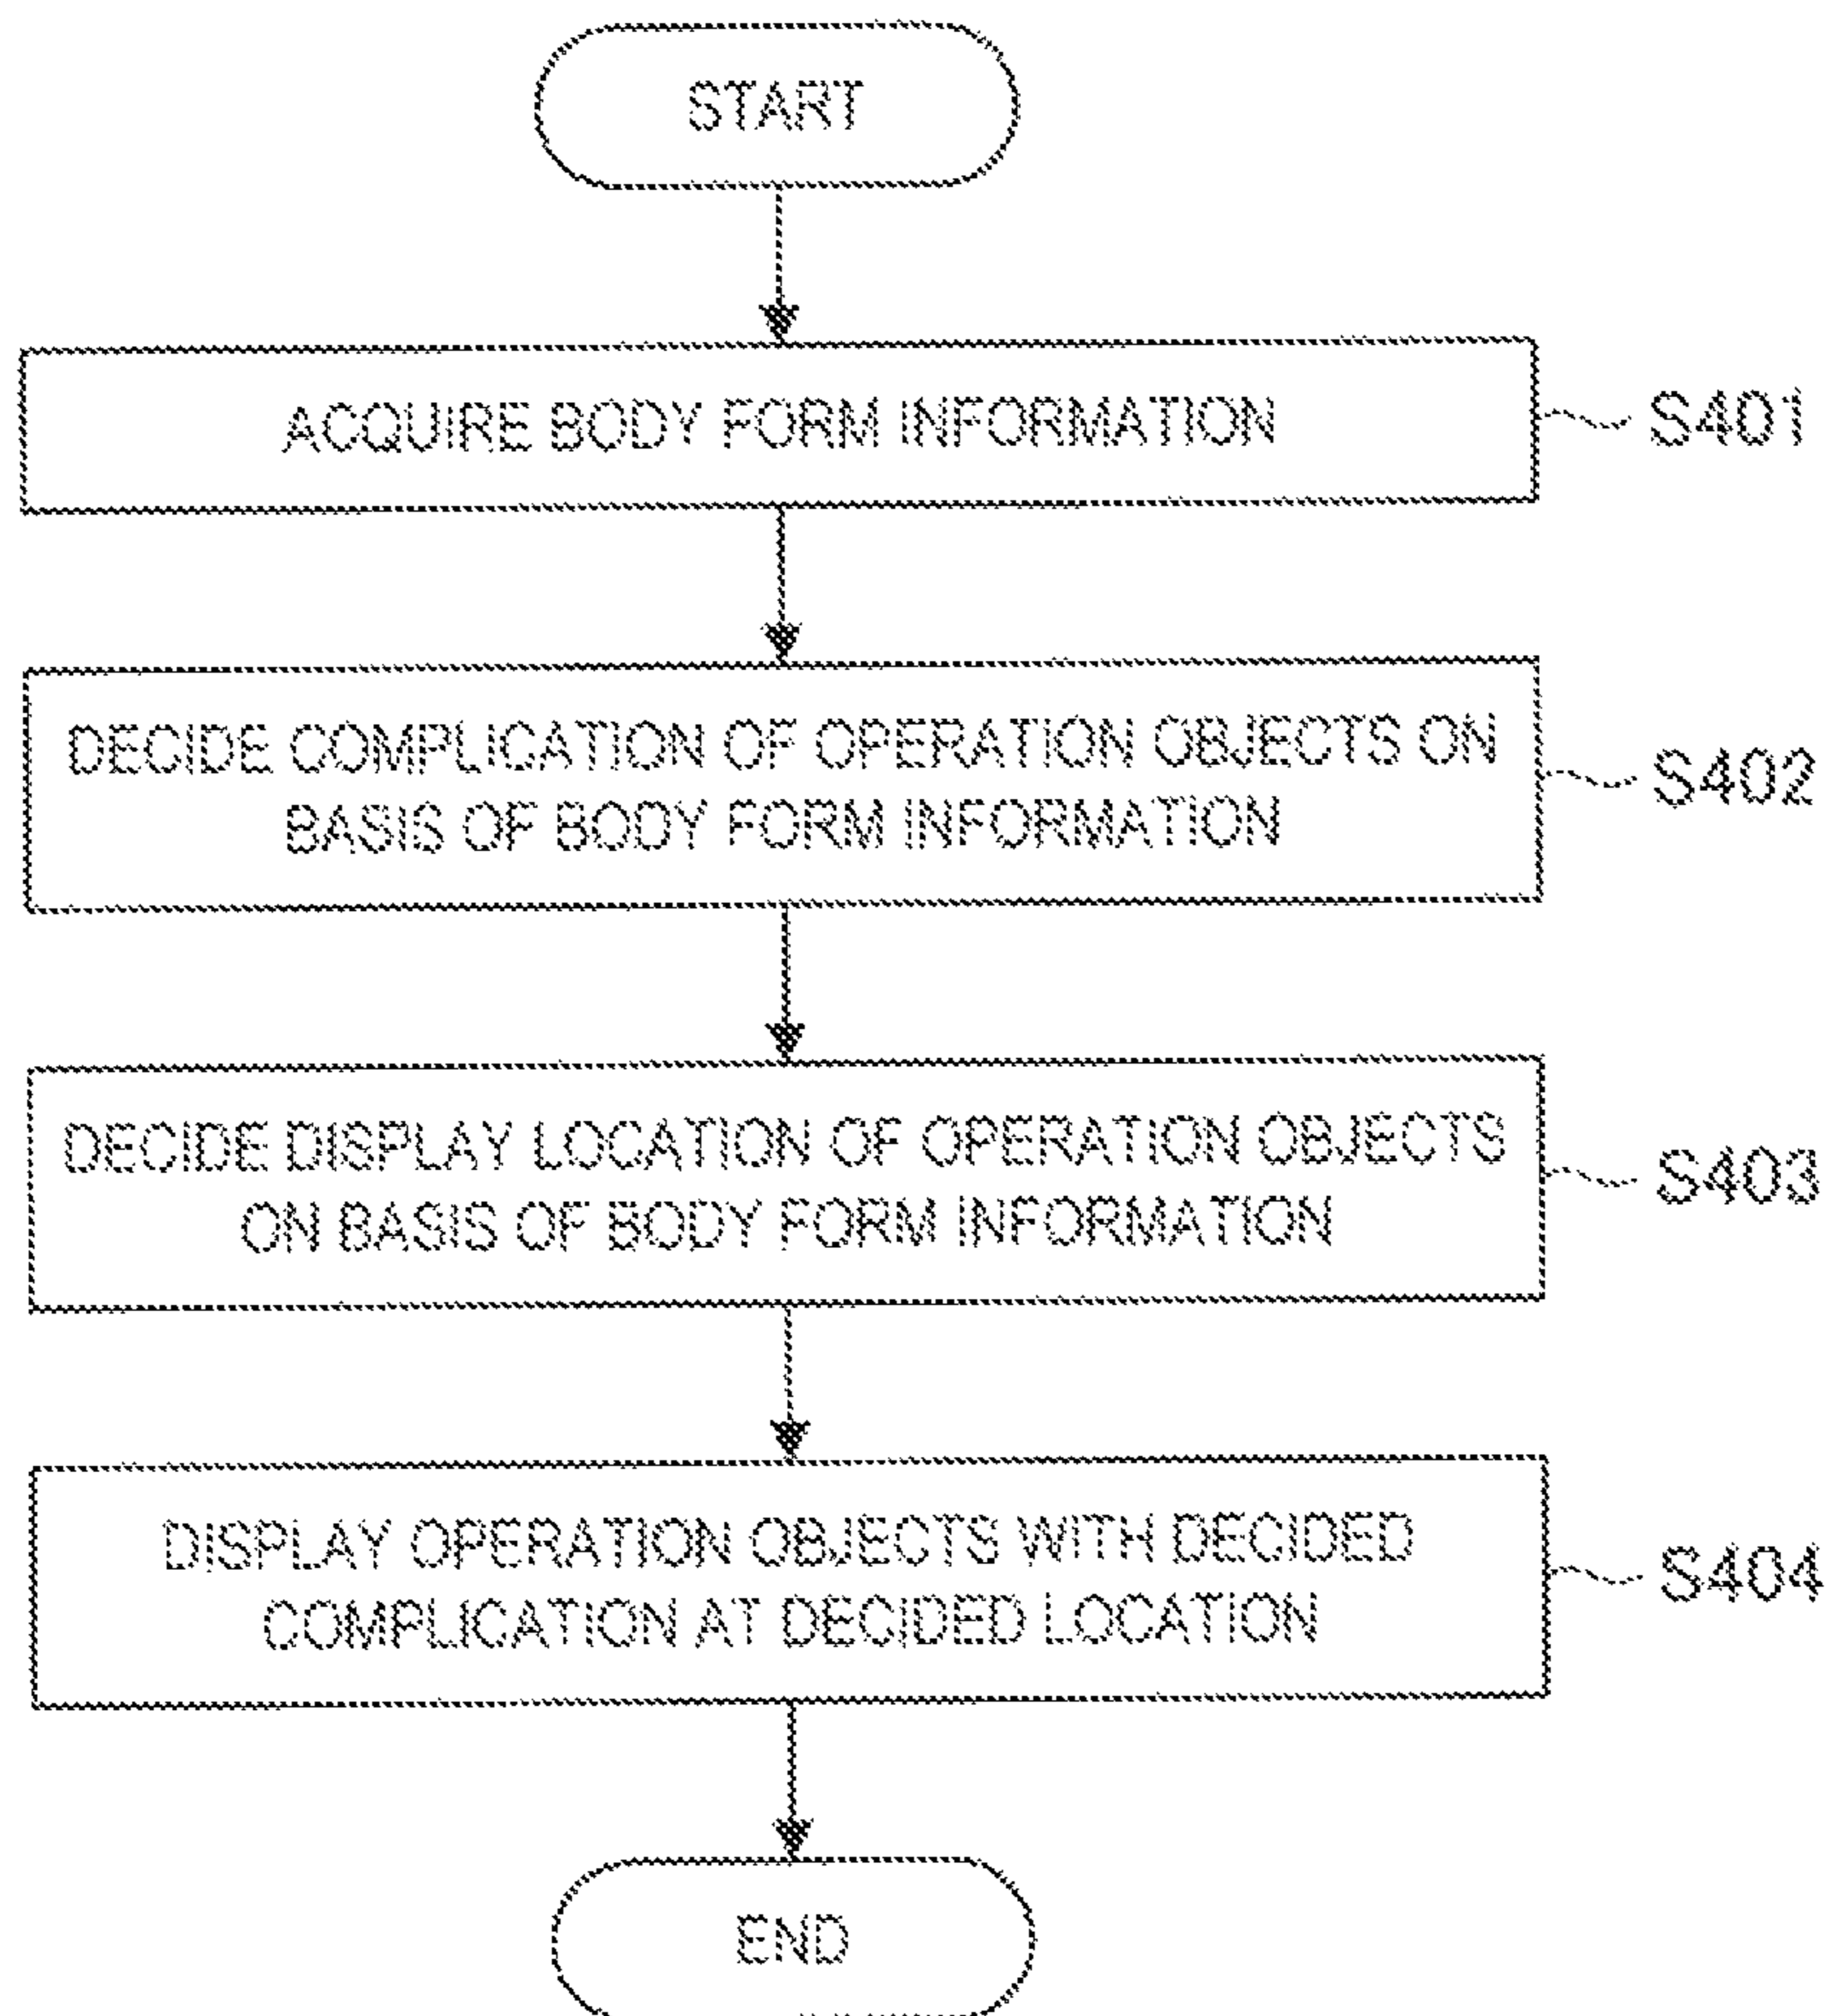 START
ACQUIRE BODY FORM INFORMATION
S401
DECIDE COMPLICATION OF OPERATION OBJECTS ON
BASIS OF BODY FORM INFORMATION
S402
DECIDE DISPLAY LOCATION OF OPERATION OBJECTS
ON BASIS OF BODY FORM INFORMATION
S403
DISPLAY OPERATION OBJECTS WITH DECIDED
COMPLICATION AT DECIDED LOCATION
S404
END